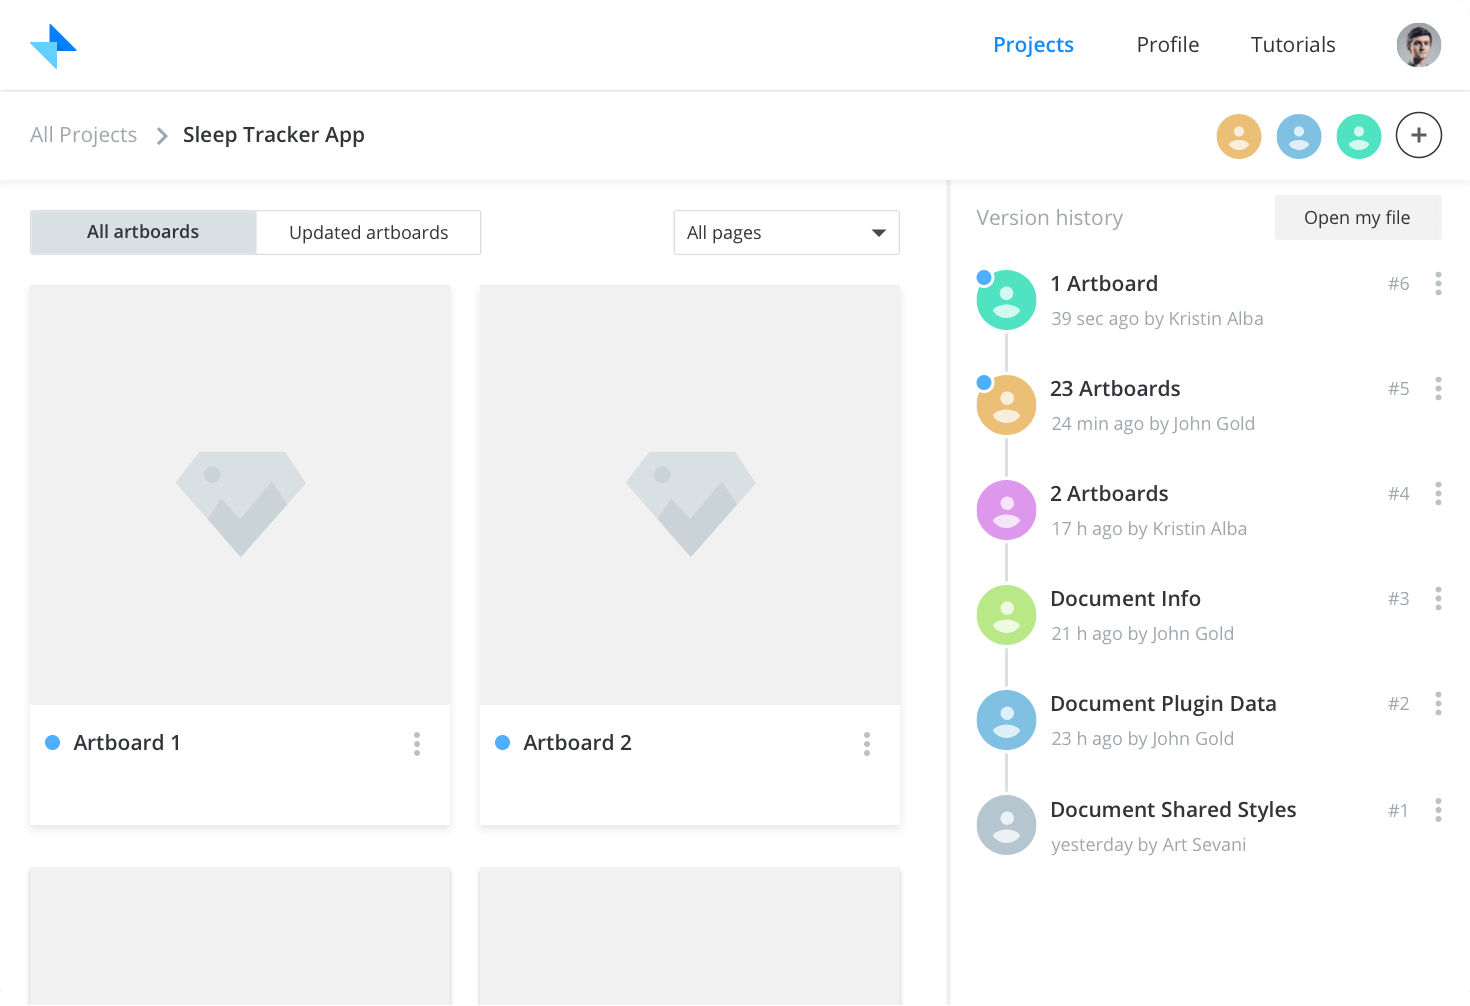 Projects
Profile
Tutorials
All Projects
Sleep Tracker App
All artboards
Updated artboards
All pages
Artboard 1
Artboard 2
Version history
Open my file
1 Artboard
#6
39 sec ago by Kristin Alba
23 Artboards
#5
24 min ago by John Gold
2 Artboards
#4
17 h ago by Kristin Alba
Document Info
#3
21 h ago by John Gold
Document Plugin Data
#2
23 h ago by John Gold
Document Shared Styles
#1
yesterday by Art Sevani